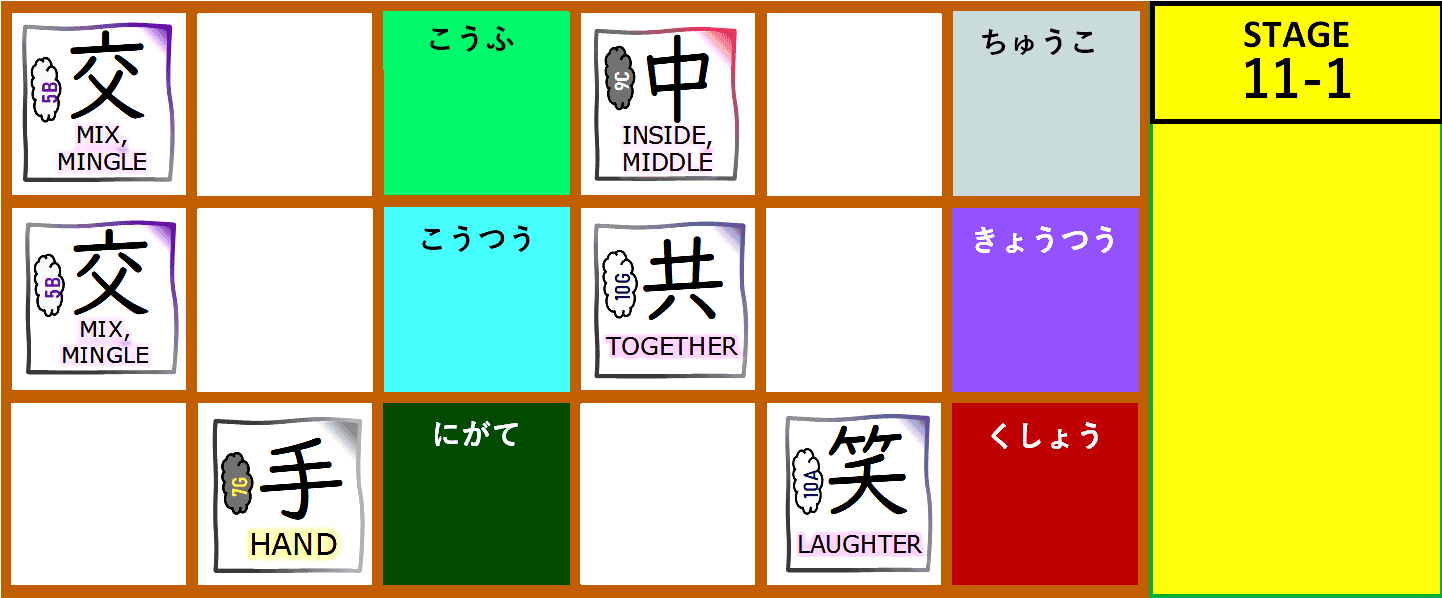 5B
交
MIX,
MINGLE
こうふ
9C
中
INSIDE,
MIDDLE
ちゅうこ
STAGE
11-1
5B
交
MIX,
MINGLE
こうつう
10G
共
TOGETHER
きょうつう
7G
手
HAND
にがて
10A
笑
LAUGHTER
くしょう